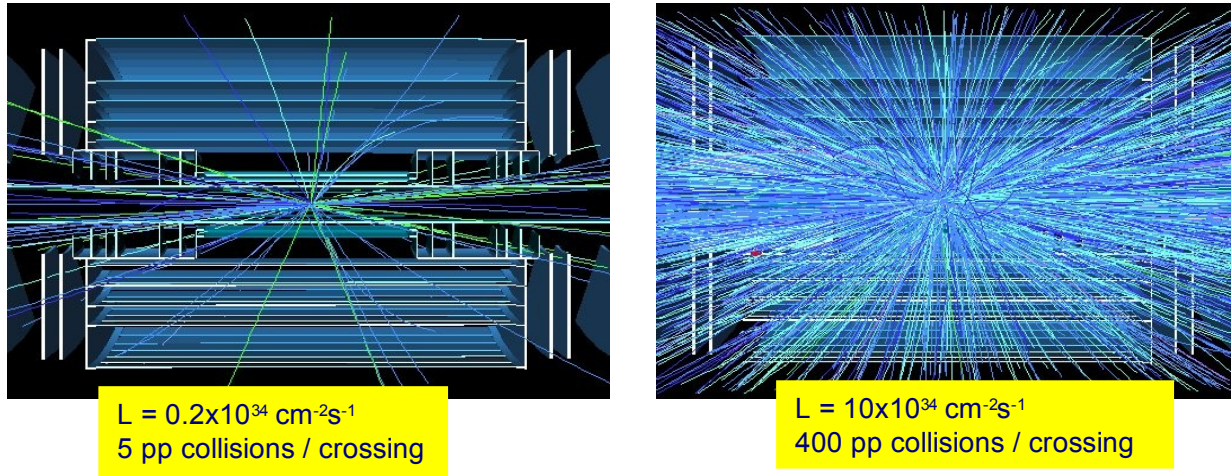 L = 0.2x10³⁴ cm⁻²s⁻¹
5 pp collisions / crossing
L = 10x10³⁴ cm⁻²s⁻¹
400 pp collisions / crossing